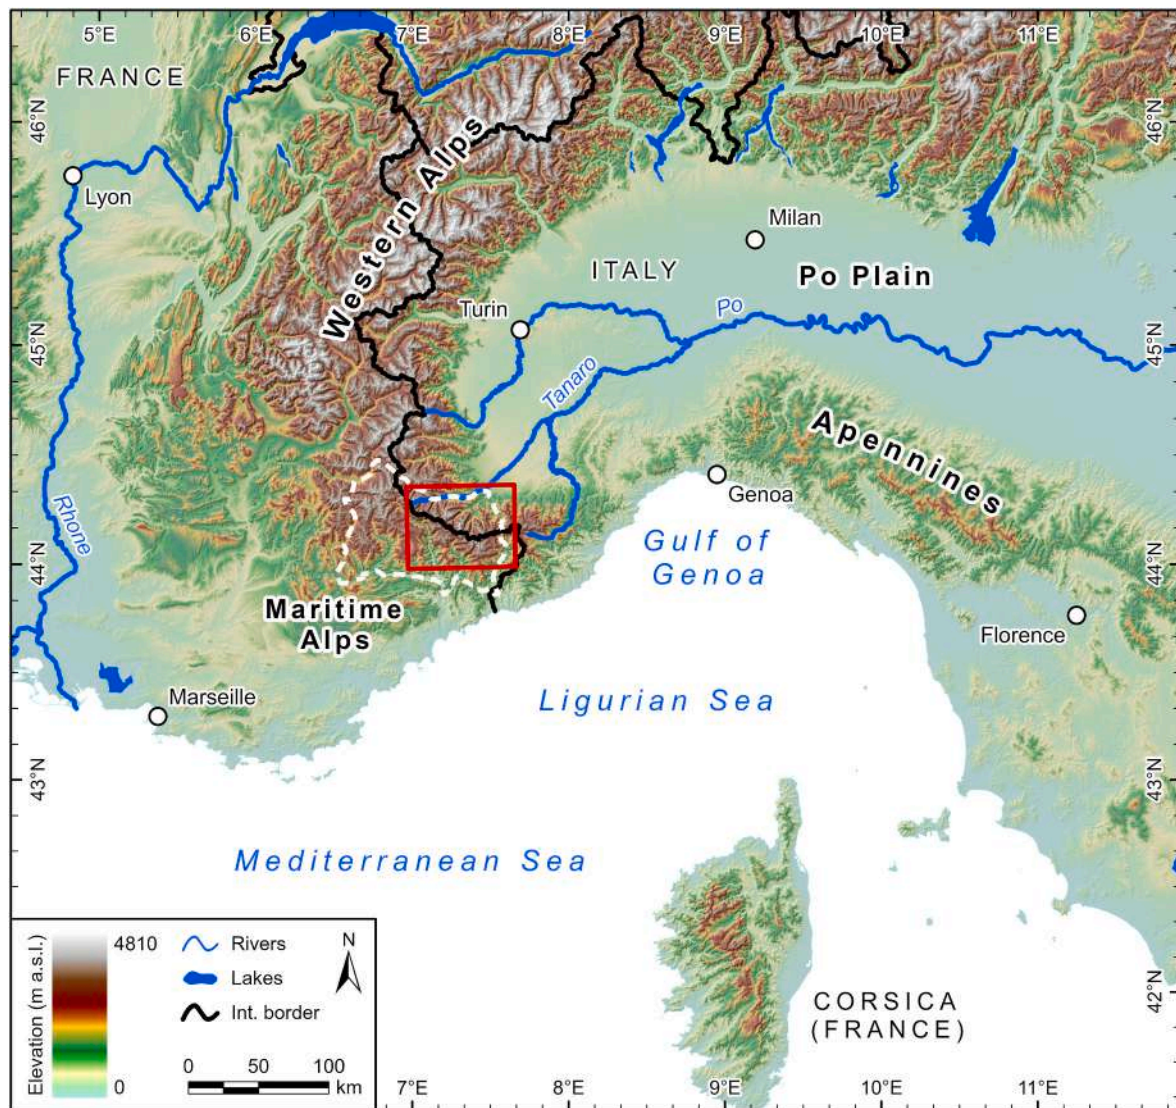 5°E
6°E
7°E
8°E
9°E
10°E
11°E
FRANCE
46°N
46°N
Western Alps
Lyon
Milan
ITALY
Po Plain
Turin
Po
45°N
45°N
Tanaro
Apennines
Genoa
Rhone
Gulf of
Genoa
44°N
44°N
Maritime
Alps
Florence
Marseille
Ligurian Sea
43°N
43°N
Mediterranean Sea
Elevation (m a.s.l.)
4810
0
Rivers
Lakes
Int. border
N
0 50 100
km
CORSICA
(FRANCE)
42°N
7°E
8°E
9°E
10°E
11°E